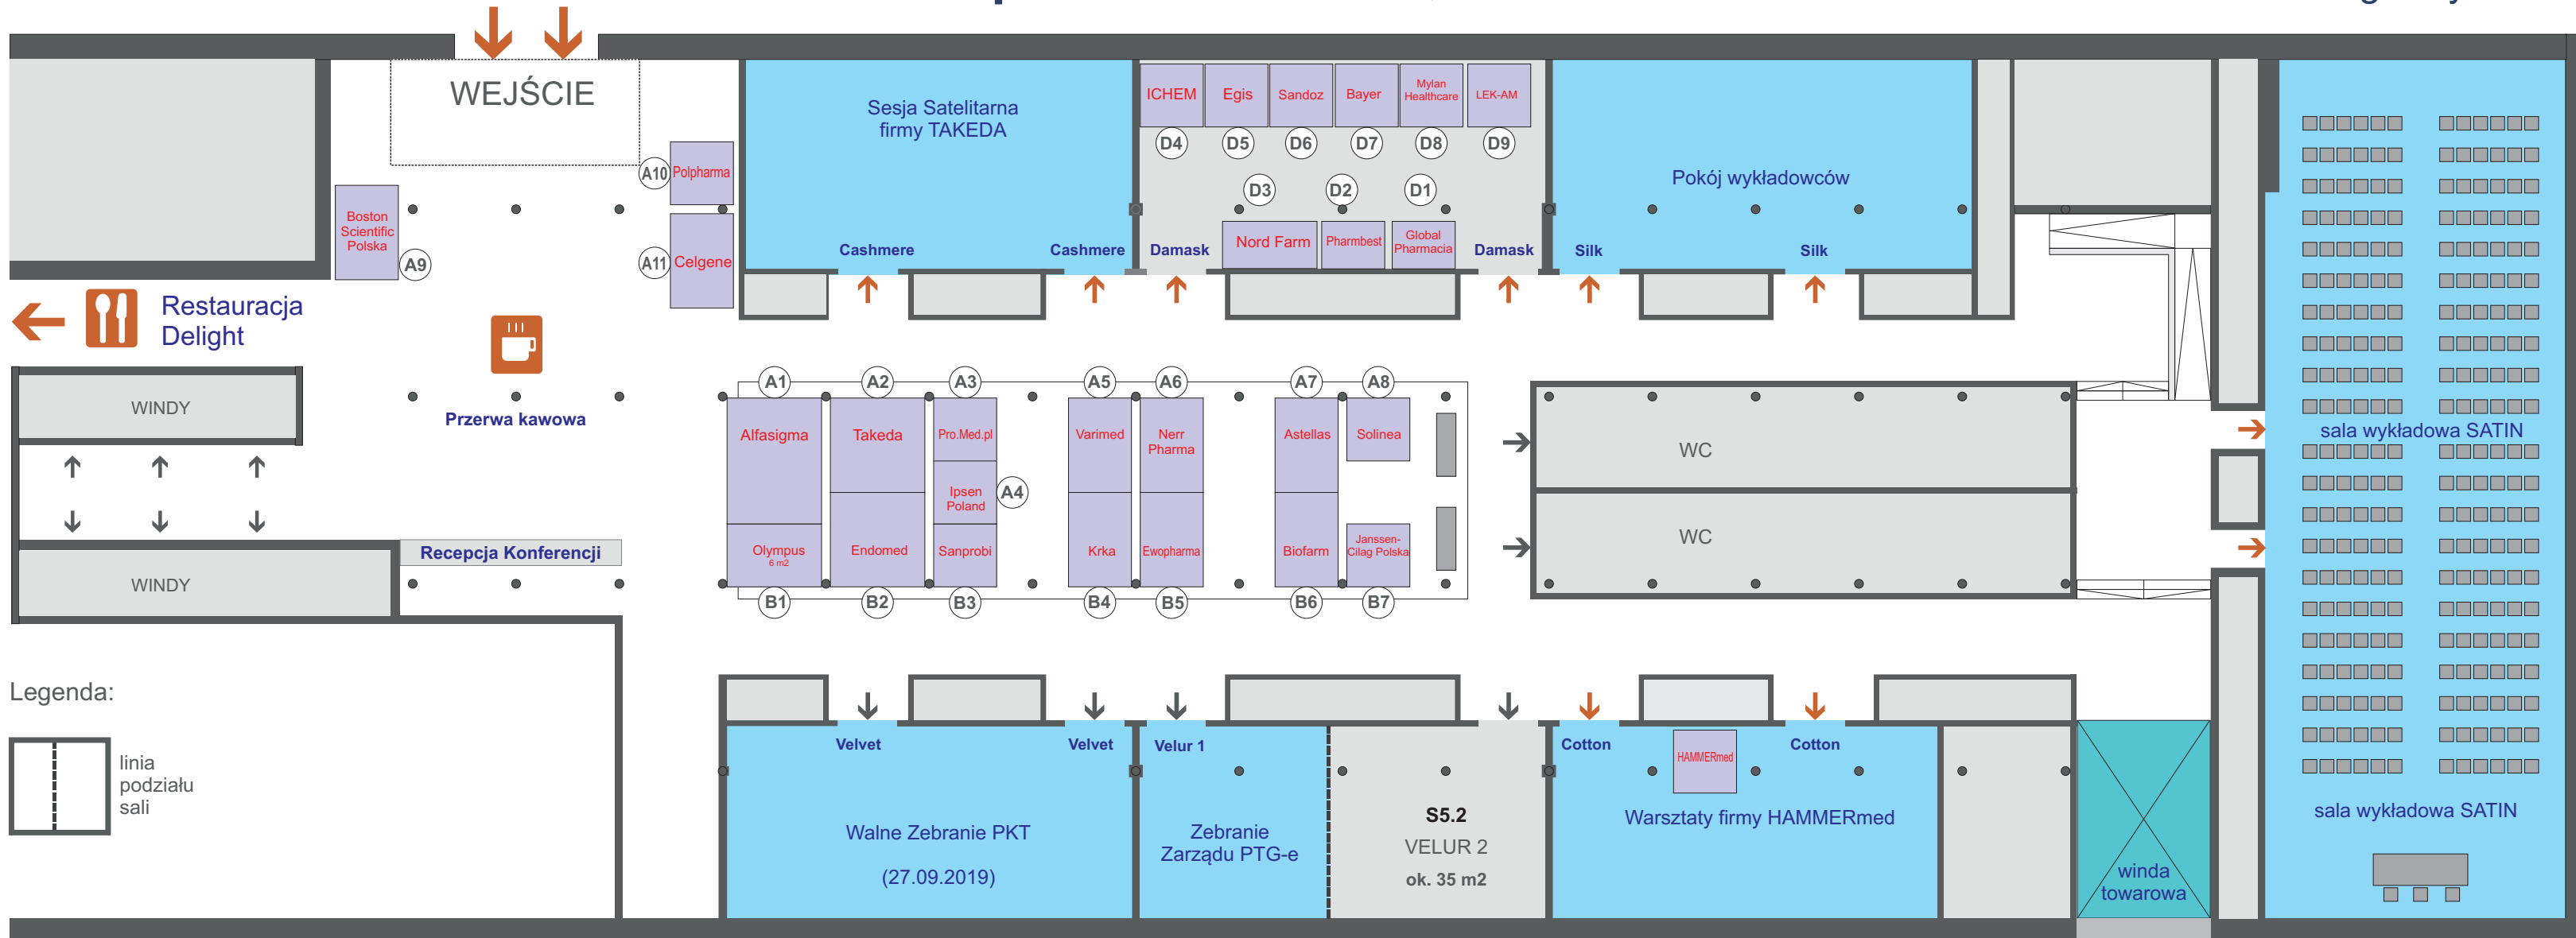 WEJŚCIE
Sesja Satelitarna
firmy TAKEDA
ICHEM
Egis
Sandoz
Bayer
Mylan
Healthcare
LEK-AM
D4
D5
D6
D7
D8
D9
D3
D2
D1
Nord Farm
Pharmbest
Global
Pharmacia
Pokój wykładowców
A10
Polpharma
Boston
Scientific
Polska
A9
A11
Celgene
Cashmere
Cashmere
Damask
Damask
Silk
Silk
Restauracja
Delight
Przerwa kawowa
WINDY
WINDY
Recepcja Konferencji
A1
A2
A3
A5
A6
A7
A8
Alfasigma
Takeda
Pro.Med.pl
Varimed
Nerr
Pharma
Astellas
Solinea
Ipsen
Poland
A4
Olympus
6 m2
Endomed
Sanprobi
Krka
Ewopharma
Biofarm
Janssen-
Cilag Polska
B1
B2
B3
B4
B5
B6
B7
WC
WC
sala wykładowa SATIN
Legenda:
linia
podziału
sali
Velvet
Velvet
Velur 1
Cotton
Cotton
HAMMERmed
Walne Zebranie PKT
(27.09.2019)
Zebranie
Zarządu PTG-e
S5.2
VELUR 2
ok. 35 m2
Warsztaty firmy HAMMERmed
winda
towarowa
sala wykładowa SATIN